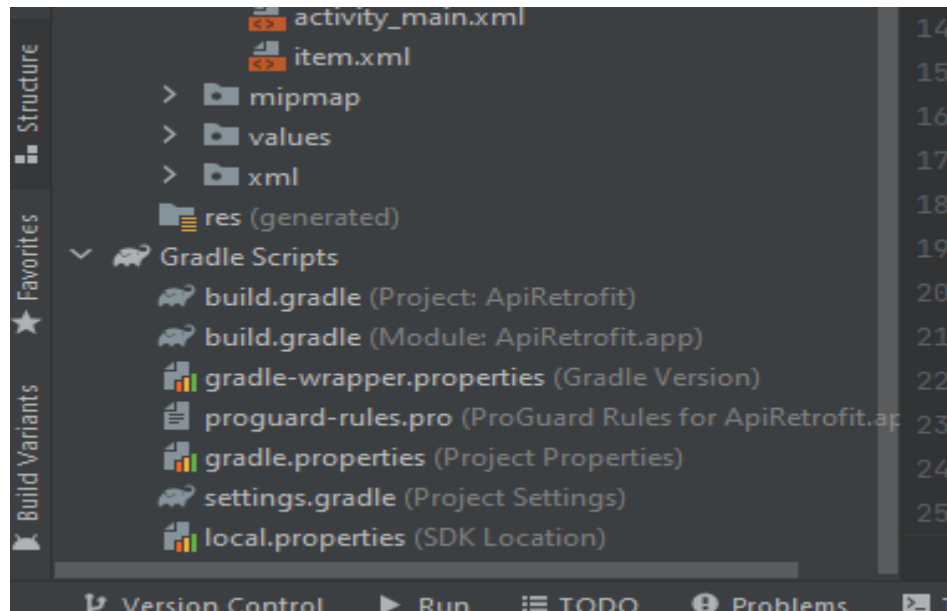 activity_main.xml
item.xml
mipmap
values
xml
res (generated)
Gradle Scripts
build.gradle (Project: ApiRetrofit)
build.gradle (Module: ApiRetrofit.app)
gradle-wrapper.properties (Gradle Version)
proguard-rules.pro (ProGuard Rules for ApiRetrofit.ap
gradle.properties (Project Properties)
settings.gradle (Project Settings)
local.properties (SDK Location)
Structure
Favorites
Build Variants
14
15
16
17
18
19
20
21
22
23
24
25
Version Control Run TODO Problems